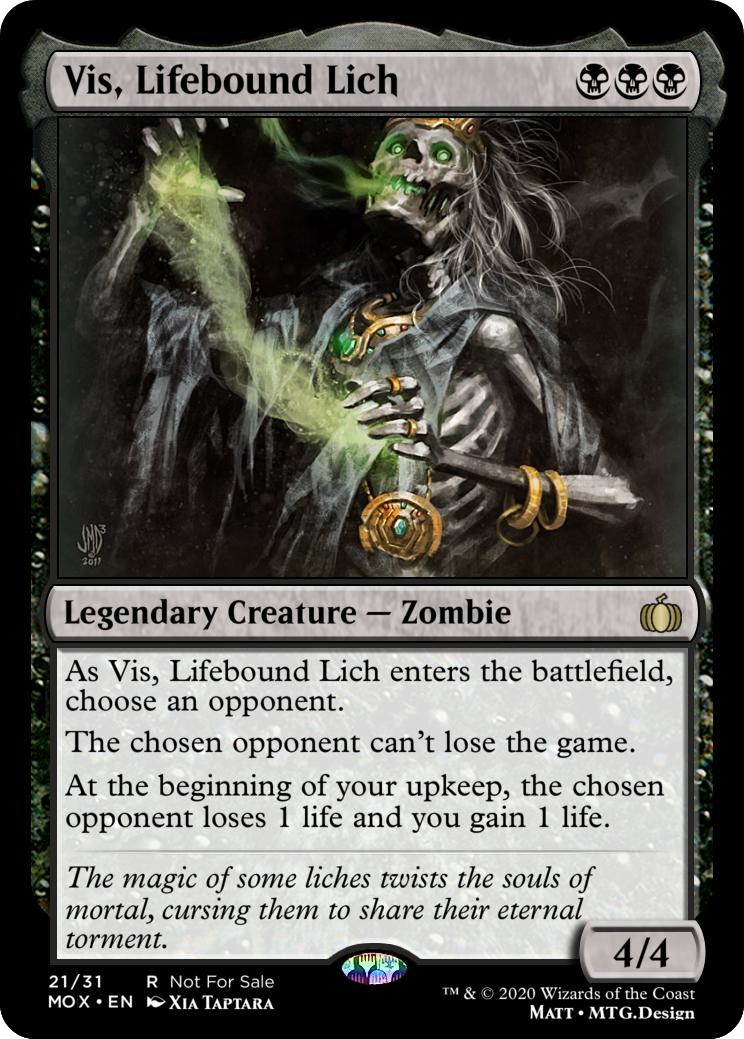 Vis, Lifebound Lich
JMD3
2011
Legendary Creature — Zombie
As Vis, Lifebound Lich enters the battlefield,
choose an opponent.
The chosen opponent can't lose the game.
At the beginning of your upkeep, the chosen
opponent loses 1 life and you gain 1 life.
The magic of some liches twists the souls of
mortal, cursing them to share their eternal
torment.
4/4
21/31 R Not For Sale
MOX • EN Xia Taptara
™ & © 2020 Wizards of the Coast
Matt • MTG.Design